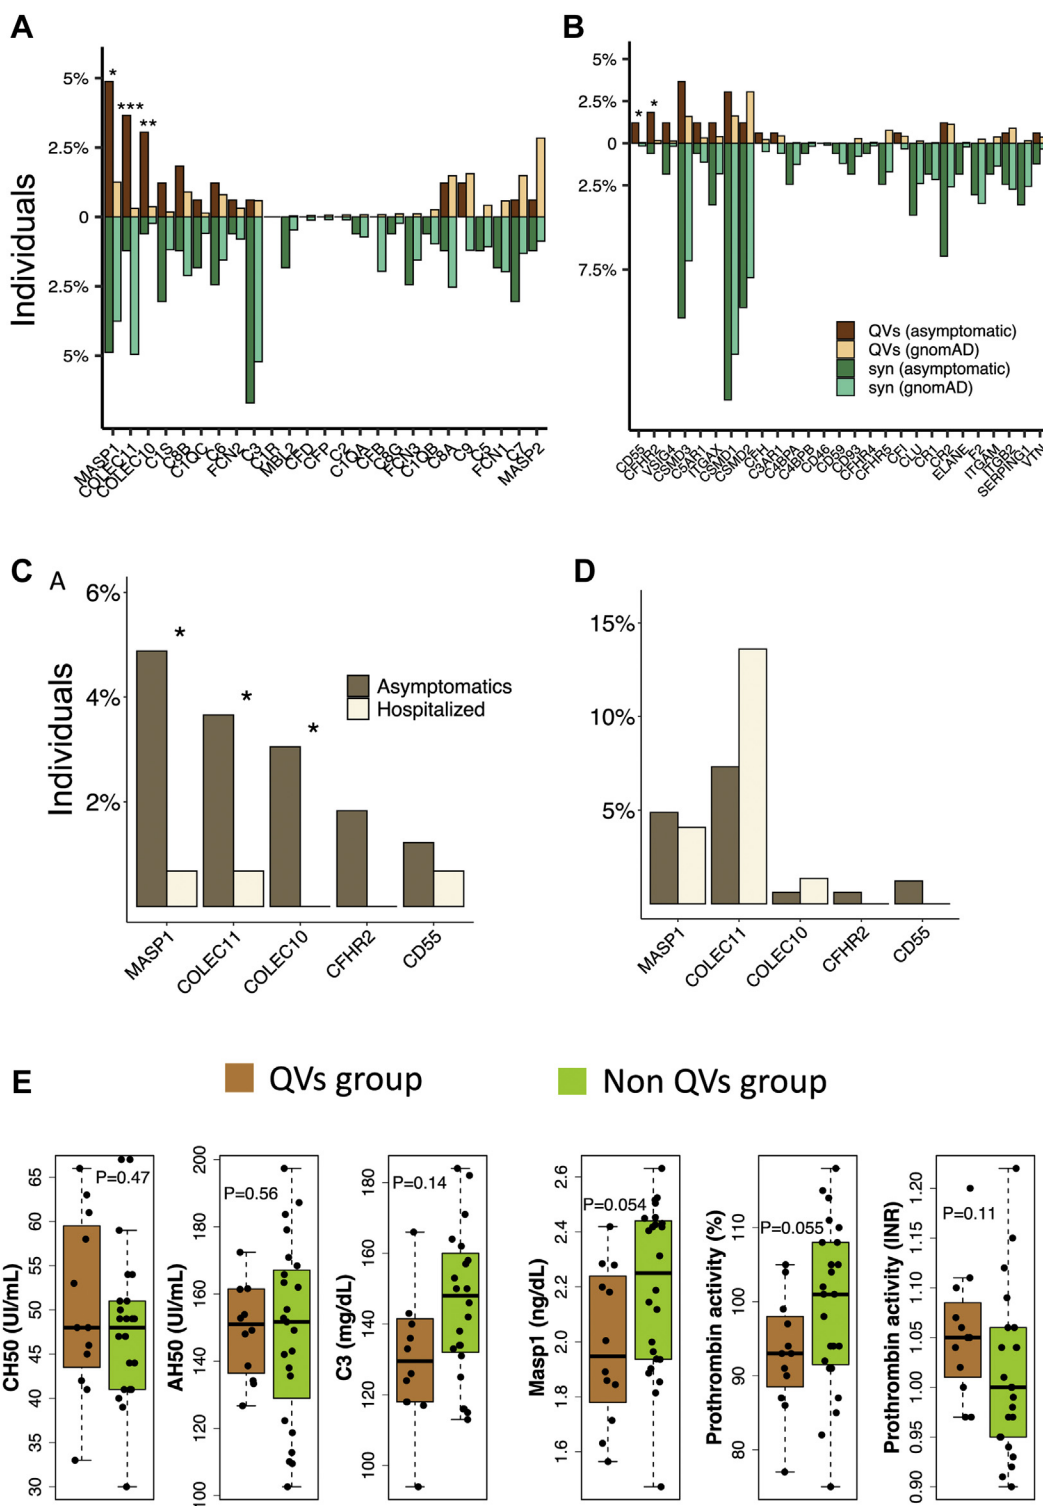 A
Individuals
5%
2.5%
0
2.5%
5%
*
***
**
MASP1
COLEC11
COLEC10
C1S
C8B
C1QC
C6
FCN2
C3
C1R
MBL2
CFD
CFP
C2
C1QA
CFB
C8G
FCN3
C1QB
C8A
C9
C5
FCN1
C7
MASP2
B
5%
2.5%
0
2.5%
7.5%
*
*
QVs (asymptomatic)
QVs (gnomAD)
syn (asymptomatic)
syn (gnomAD)
CD55
CFHR2
VSIG4
CSMD3
C5AR1
ITGAX
CSMD1
CSMD2
CFH
C3AR1
C4BPA
C4BPB
CD46
CD59
CD93
CFHR4
CFHR5
CFI
CLU
CR1
CR2
ELANE
F2
ITGAM
ITGB2
SERPING1
VTN
C
A
Individuals
6%
4%
2%
*
*
*
Asymptomatics
Hospitalized
MASP1
COLEC11
COLEC10
CFHR2
CD55
D
15%
10%
5%
MASP1
COLEC11
COLEC10
CFHR2
CD55
E
QVs group
Non QVs group
CH50 (UI/mL)
30 35 40 45 50 55 60 65
P=0.47
AH50 (UI/mL)
100 120 140 160 180 200
P=0.56
C3 (mg/dL)
100 120 140 160 180
P=0.14
Masp1 (ng/dL)
1.6 1.8 2.0 2.2 2.4 2.6
P=0.054
Prothrombin activity (%)
80 90 100 110
P=0.055
Prothrombin activity (INR)
0.90 0.95 1.00 1.05 1.10 1.15 1.20
P=0.11